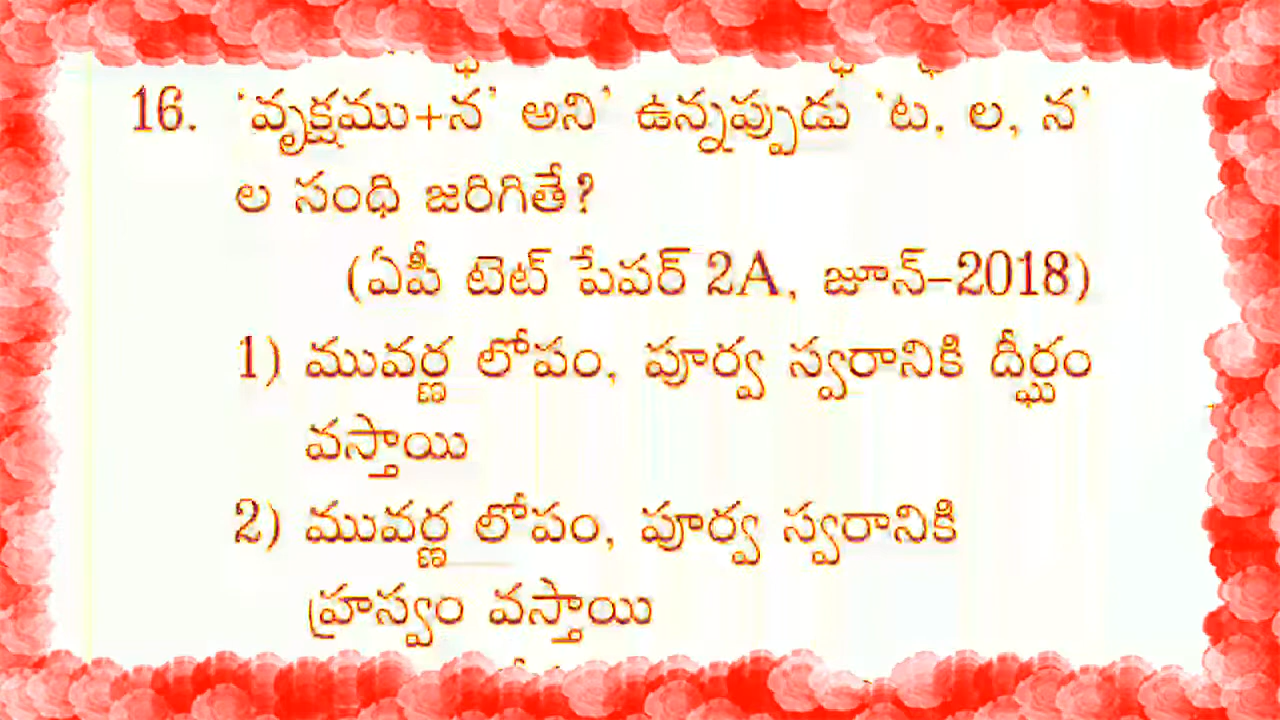 16. 'వృక్షము+న' అని' ఉన్నప్పుడు 'ట, ల, న'
ల సంధి జరిగితే?
(ఏపీ టెట్ పేపర్ 2A, జూన్–2018)
1) మువర్ణ లోపం, పూర్వ స్వరానికి దీర్ఘం
వస్తాయి
2) మువర్ణ లోపం, పూర్వ స్వరానికి
హ్రస్వం వస్తాయి